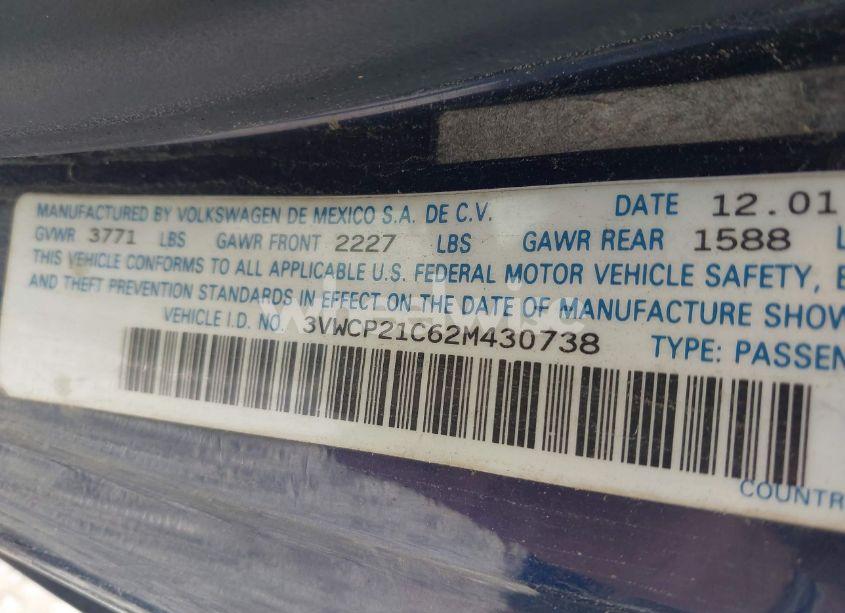 MANUFACTURED BY VOLKSWAGEN DE MEXICO S.A. DE C.V. DATE 12.01
GVWR 3771 LBS GAWR FRONT 2227 LBS GAWR REAR 1588 L
THIS VEHICLE CONFORMS TO ALL APPLICABLE U.S. FEDERAL MOTOR VEHICLE SAFETY,
AND THEFT PREVENTION STANDARDS IN EFFECT ON THE DATE OF MANUFACTURE SHOW
VEHICLE I.D. NO. 3VWCP21C62M430738 TYPE: PASSEN
COUNTR